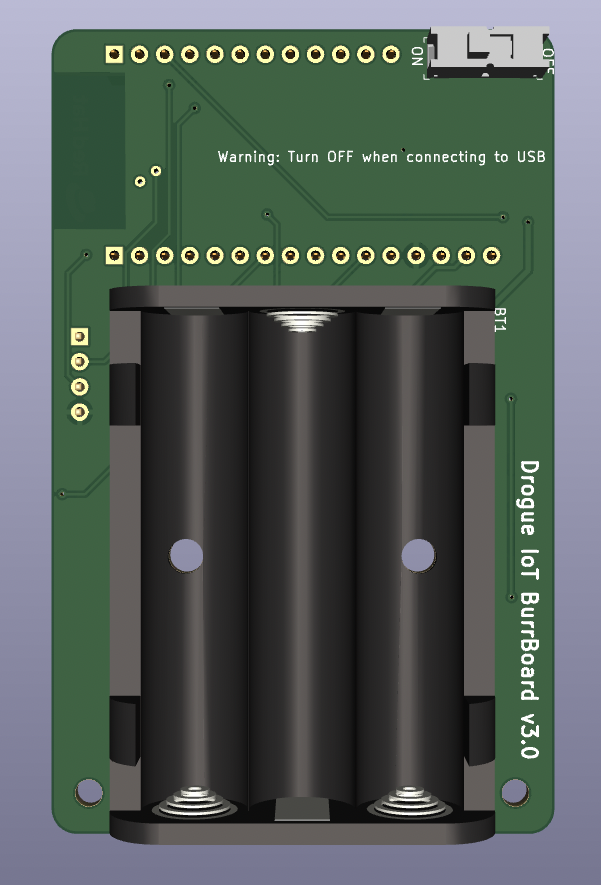 ON
OFF
Warning: Turn OFF when connecting to USB
BT1
Drogue IoT BurrBoard v3.0